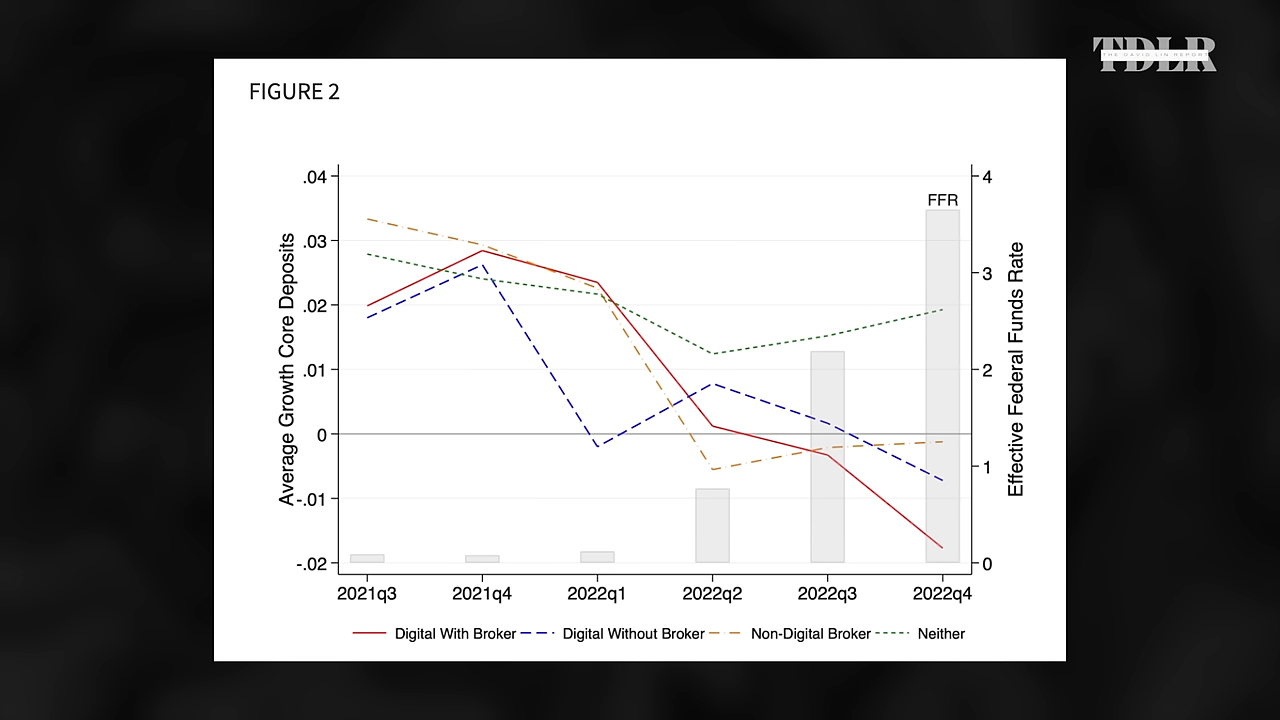 TDLR
THE DAVID LIN REPORT
FIGURE 2
Average Growth Core Deposits
.04
.03
.02
.01
0
-.01
-.02
FFR
4
3
2
1
0
Effective Federal Funds Rate
2021q3 2021q4 2022q1 2022q2 2022q3 2022q4
Digital With Broker Digital Without Broker Non-Digital Broker Neither